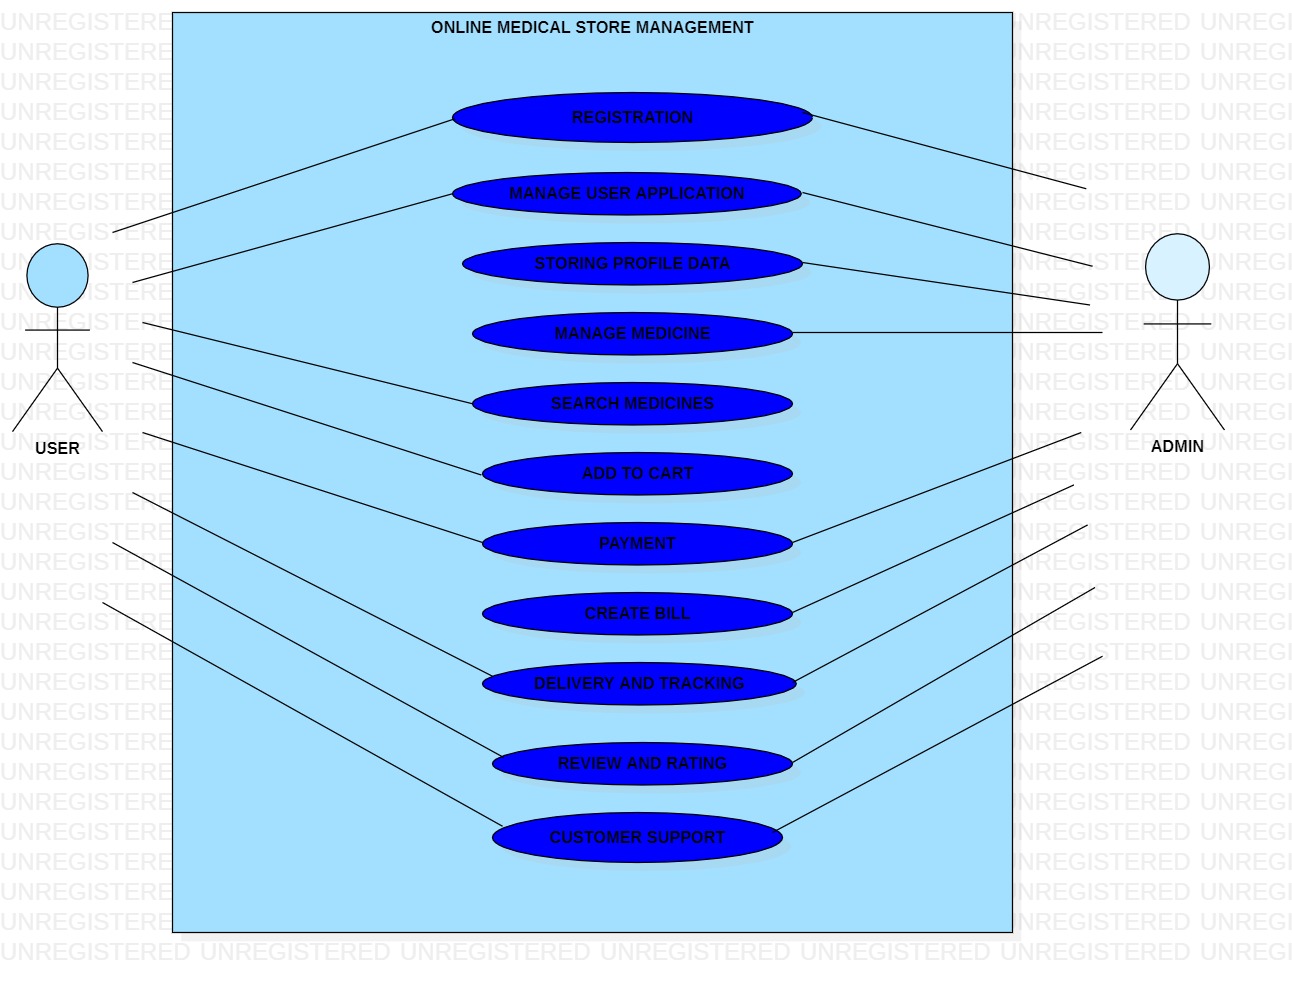 ONLINE MEDICAL STORE MANAGEMENT
REGISTRATION
MANAGE USER APPLICATION
STORING PROFILE DATA
MANAGE MEDICINE
SEARCH MEDICINES
ADD TO CART
PAYMENT
CREATE BILL
DELIVERY AND TRACKING
REVIEW AND RATING
CUSTOMER SUPPORT
USER
ADMIN
UNREGISTERED UNREGISTERED UNREGISTERED UNREGISTERED UNREGISTERED UNREGISTERED UNREGI